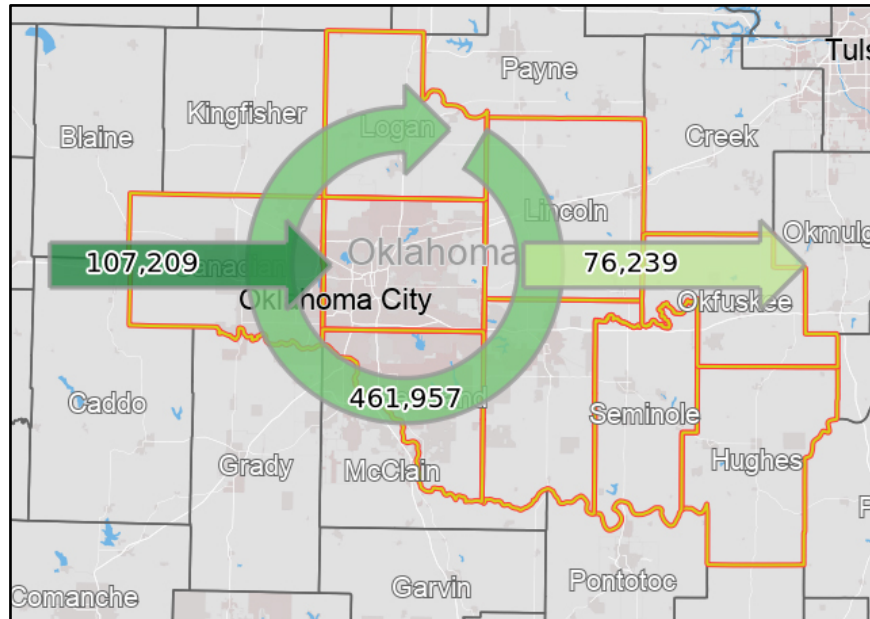 Payne
Tuls
Kingfisher
Logan
Blaine
Creek
Lincoln
Okmulg
107,209
Oklahoma
76,239
Oklahoma City
Okfuskee
461,957
Caddo
Seminole
Grady
McClain
Hughes
Garvin
Pontotoc
Comanche